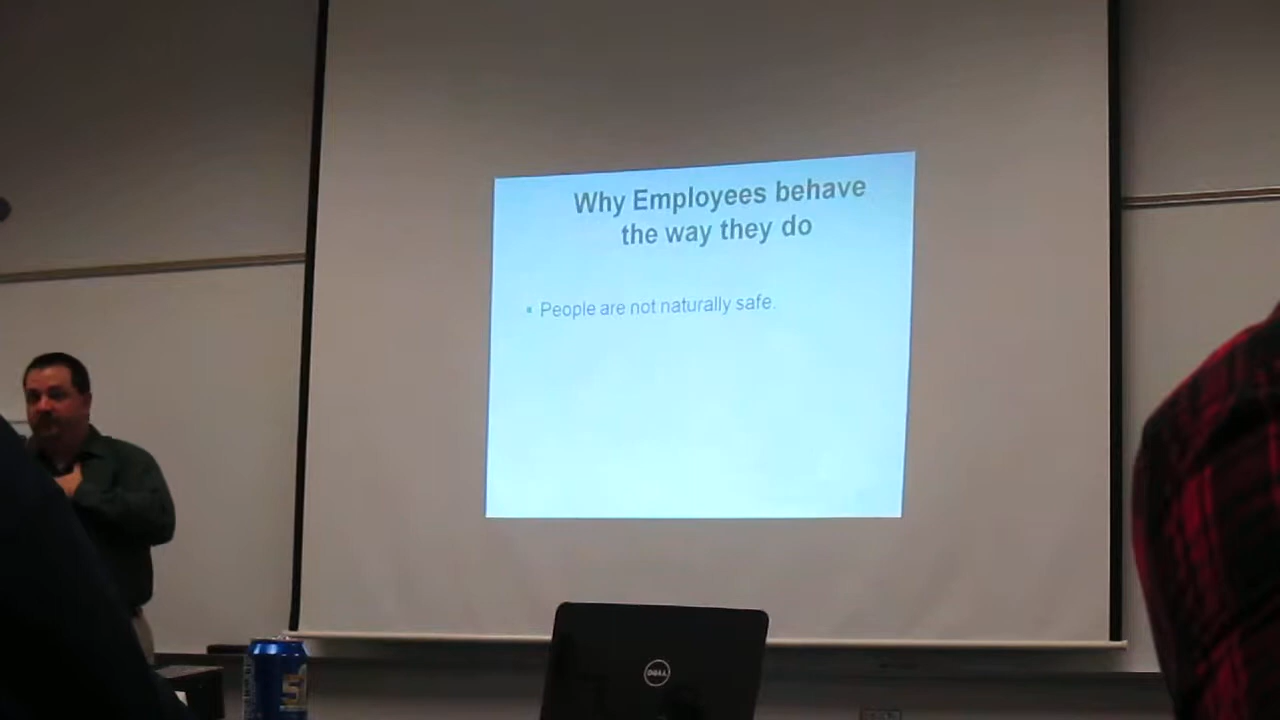 Why Employees behave
the way they do
▪ People are not naturally safe.
DELL